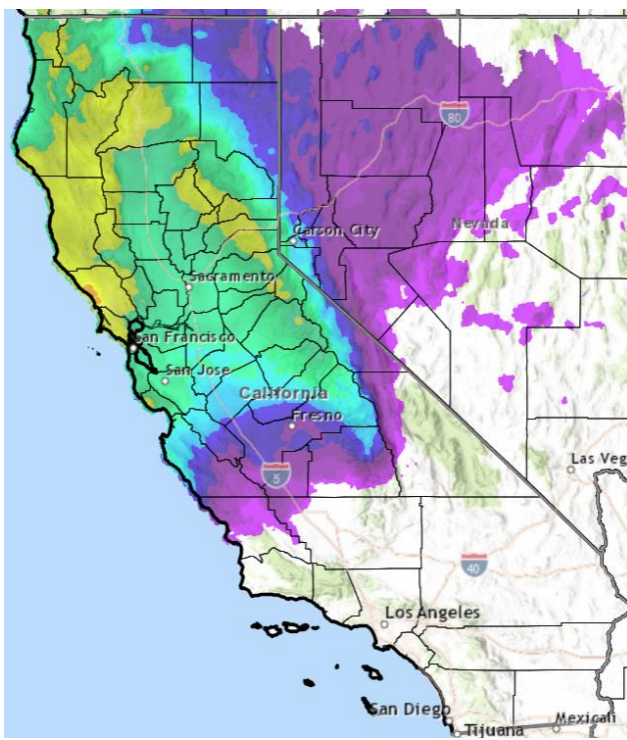 80
Nevada
Carson City
Sacramento
San Francisco
San Jose
California
Fresno
5
Las Veg
40
Los Angeles
San Diego
Tijuana
Mexicali